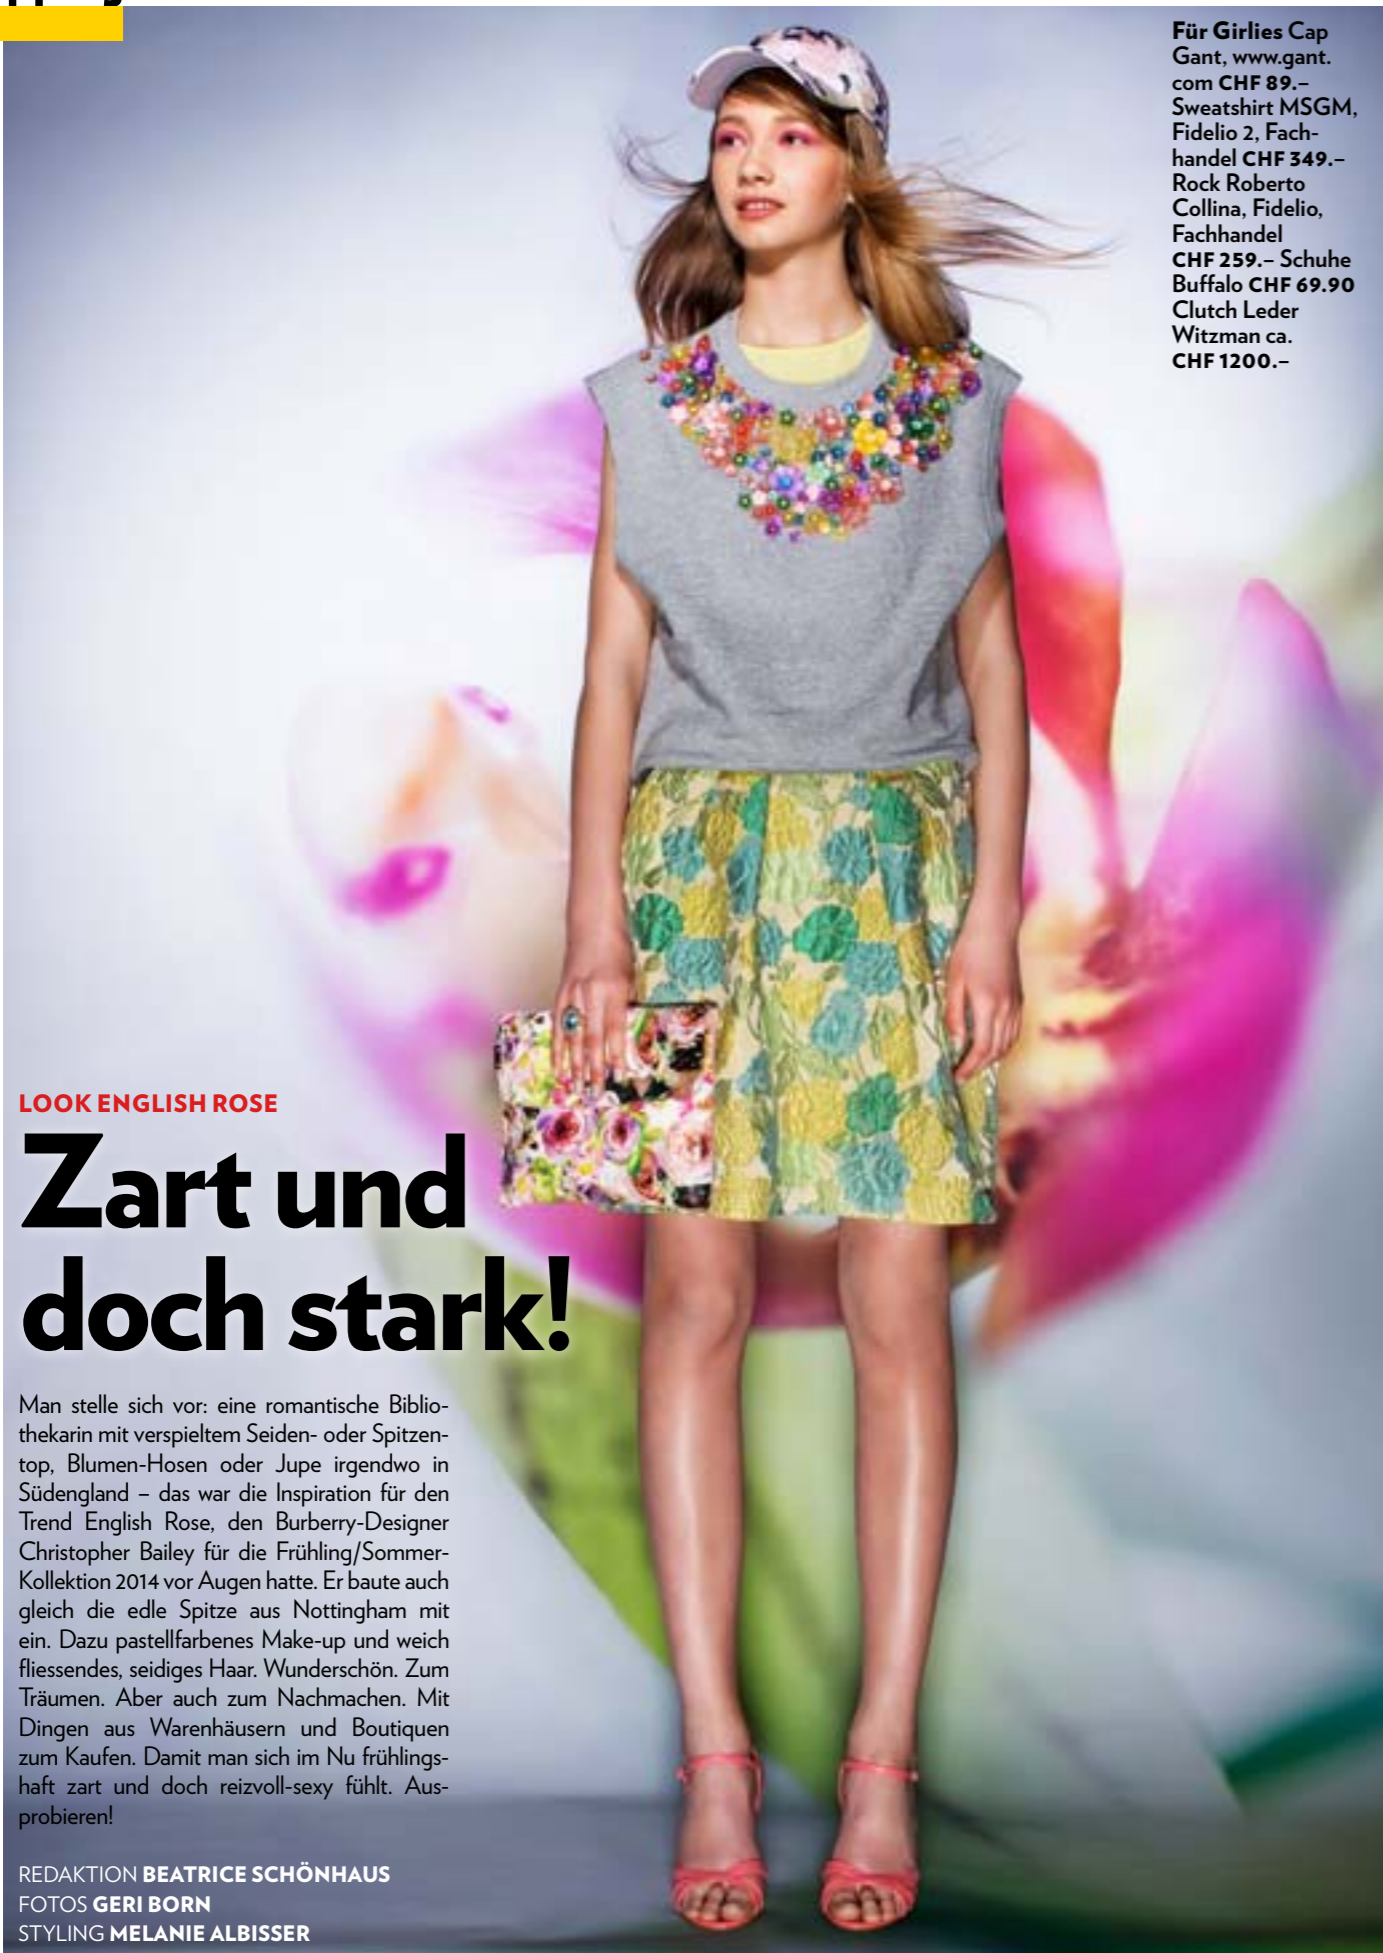 Für Girlies Cap
Gant, www.gant.
com CHF 89.–
Sweatshirt MSGM,
Fidelio 2, Fach-
handel CHF 349.–
Rock Roberto
Collina, Fidelio,
Fachhandel
CHF 259.– Schuhe
Buffalo CHF 69.90
Clutch Leder
Witzman ca.
CHF 1200.–
LOOK ENGLISH ROSE
Zart und
doch stark!
Man stelle sich vor: eine romantische Biblio-
thekarin mit verspieltem Seiden- oder Spitzen-
top, Blumen-Hosen oder Jupe irgendwo in
Südengland – das war die Inspiration für den
Trend English Rose, den Burberry-Designer
Christopher Bailey für die Frühling/Sommer-
Kollektion 2014 vor Augen hatte. Er baute auch
gleich die edle Spitze aus Nottingham mit
ein. Dazu pastellfarbenes Make-up und weich
fliessendes, seidiges Haar. Wunderschön. Zum
Träumen. Aber auch zum Nachmachen. Mit
Dingen aus Warenhäusern und Boutiquen
zum Kaufen. Damit man sich im Nu frühlings-
haft zart und doch reizvoll-sexy fühlt. Aus-
probieren!
REDAKTION BEATRICE SCHÖNHAUS
FOTOS GERI BORN
STYLING MELANIE ALBISSER